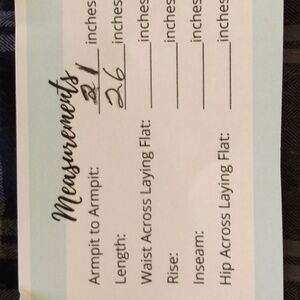 Measurements
Armpit to Armpit: 21 inches
Length: 26 inches
Waist Across Laying Flat: inches
Rise: inches
Inseam: inches
Hip Across Laying Flat: inches